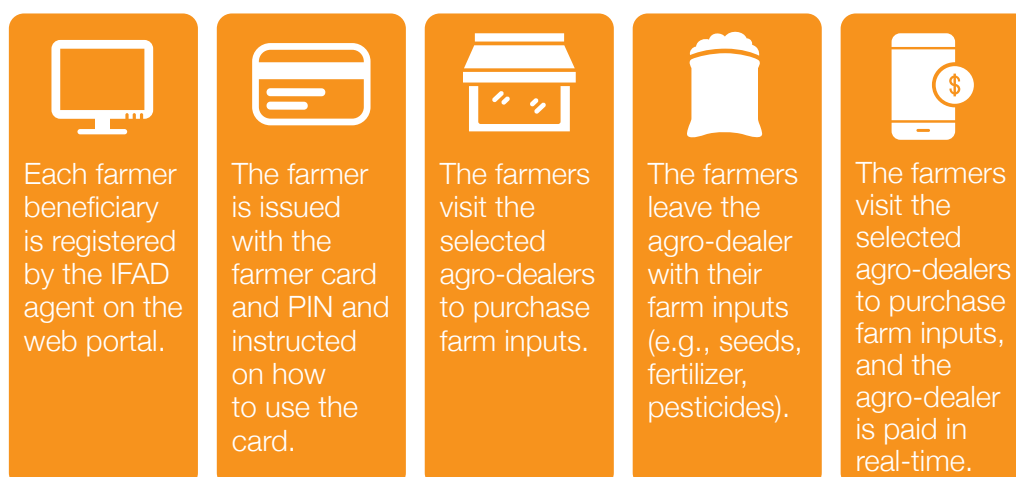 Each farmer
beneficiary
is registered
by the IFAD
agent on the
web portal.
The farmer
is issued
with the
farmer card
and PIN and
instructed
on how
to use the
card.
The farmers
visit the
selected
agro-dealers
to purchase
farm inputs.
The farmers
leave the
agro-dealer
with their
farm inputs
(e.g., seeds,
fertilizer,
pesticides).
$
The farmers
visit the
selected
agro-dealers
to purchase
farm inputs,
and the
agro-dealer
is paid in
real-time.